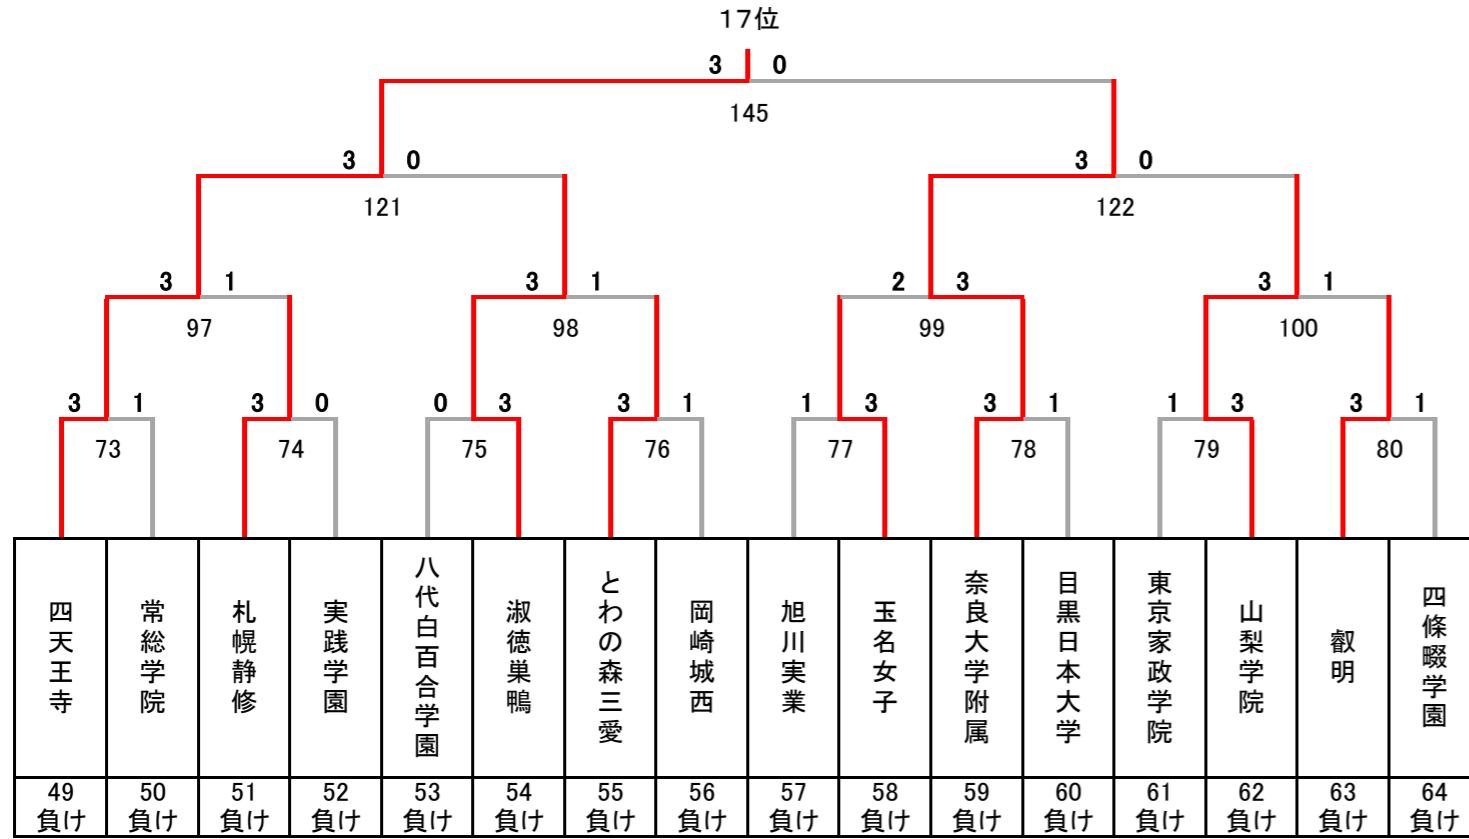 17位
3 0
145
3 0 3 0
121 122
3 1 3 1 2 3 3 1
97 98 99 100
3 1 3 0 0 3 3 1 1 3 3 1 1 3 3 1
73 74 75 76 77 78 79 80
四天王寺
常総学院
札幌静修
実践学園
八代白百合学園
淑徳巣鴨
とわの森三愛
岡崎城西
旭川実業
玉名女子
奈良大学附属
目黒日本大学
東京家政学院
山梨学院
叡明
四條畷学園
49 50 51 52 53 54 55 56 57 58 59 60 61 62 63 64
負け 負け 負け 負け 負け 負け 負け 負け 負け 負け 負け 負け 負け 負け 負け 負け